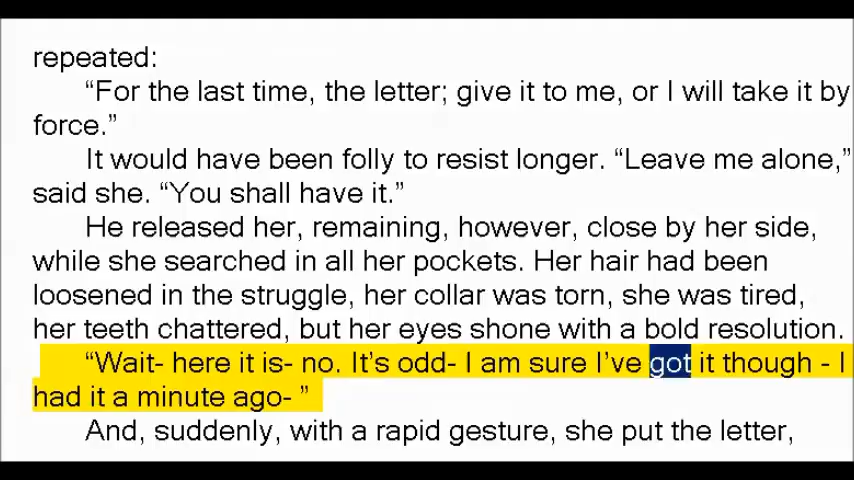 repeated:
“For the last time, the letter; give it to me, or I will take it by
force.”
It would have been folly to resist longer. “Leave me alone,”
said she. “You shall have it.”
He released her, remaining, however, close by her side,
while she searched in all her pockets. Her hair had been
loosened in the struggle, her collar was torn, she was tired,
her teeth chattered, but her eyes shone with a bold resolution.
“Wait- here it is- no. It’s odd- I am sure I’ve got it though - I
had it a minute ago- ”
And, suddenly, with a rapid gesture, she put the letter,